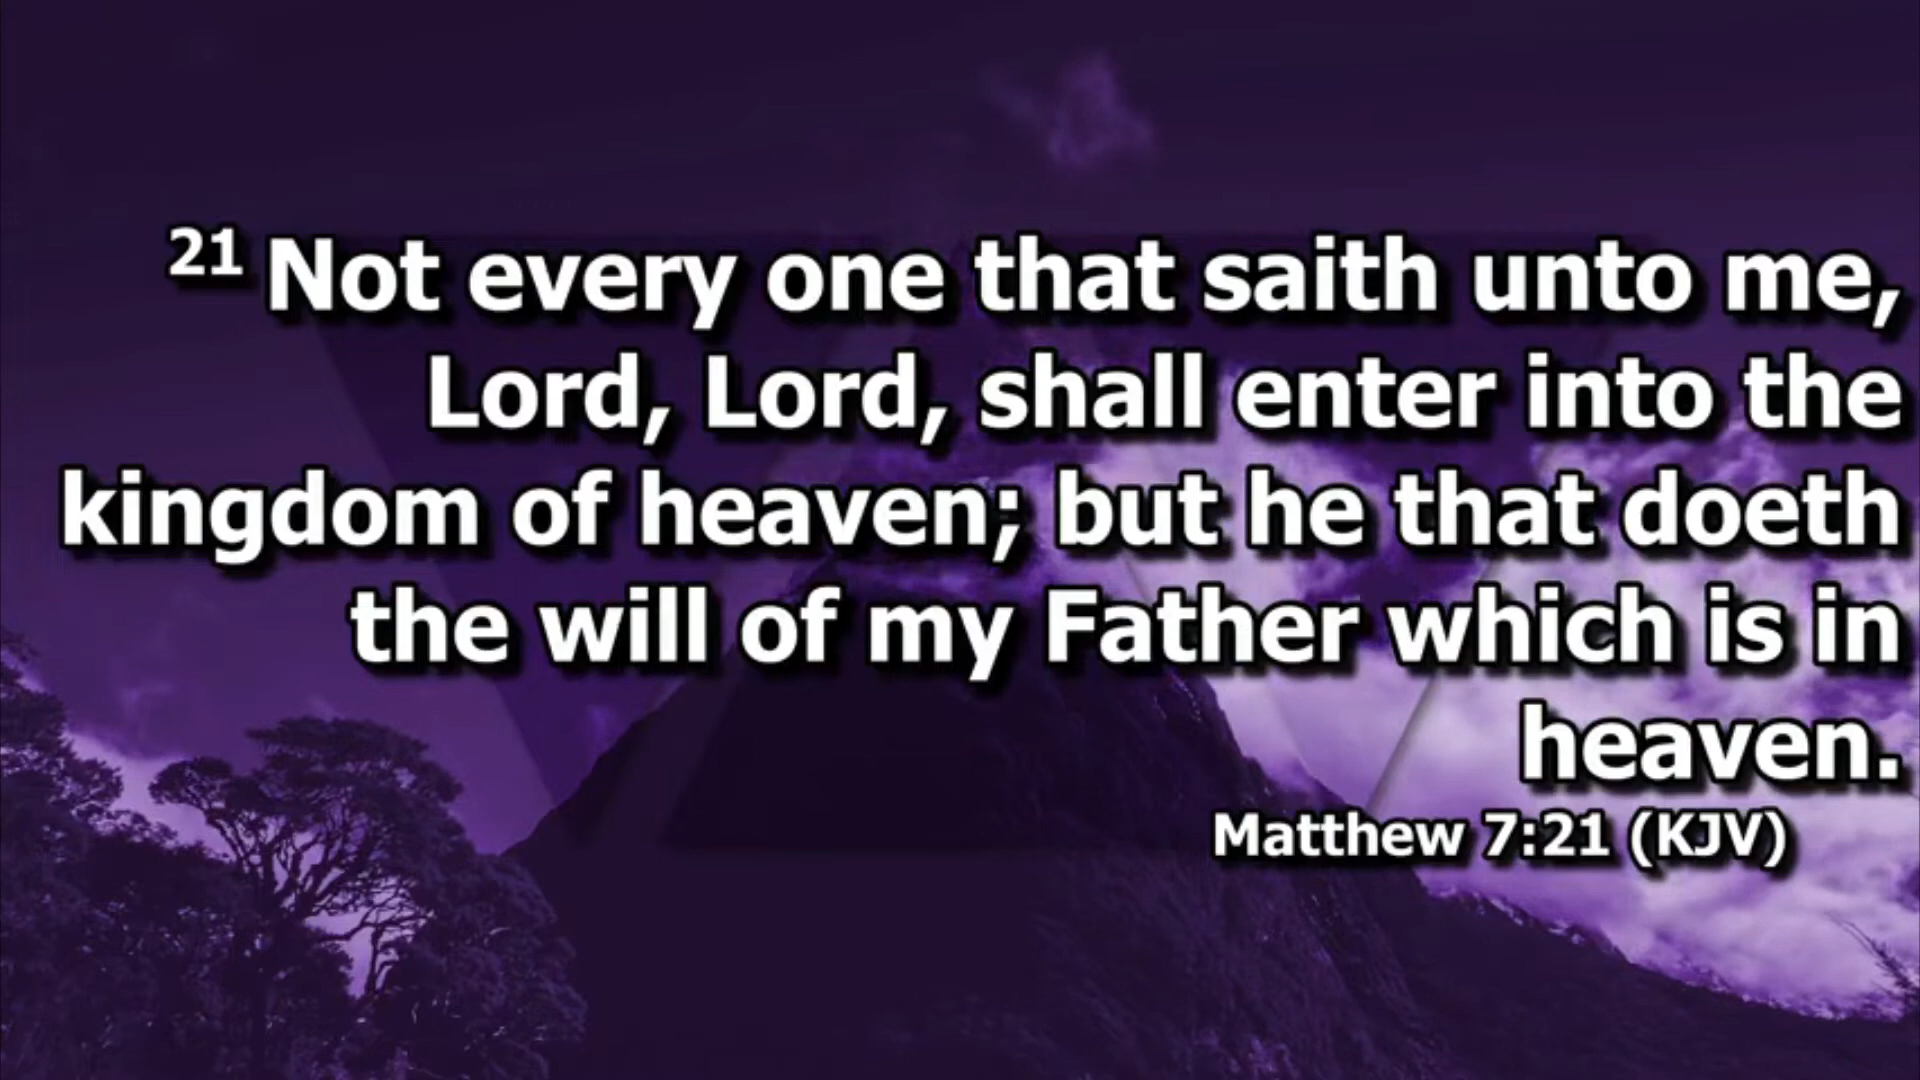 21 Not every one that saith unto me,
Lord, Lord, shall enter into the
kingdom of heaven; but he that doeth
the will of my Father which is in
heaven.
Matthew 7:21 (KJV)